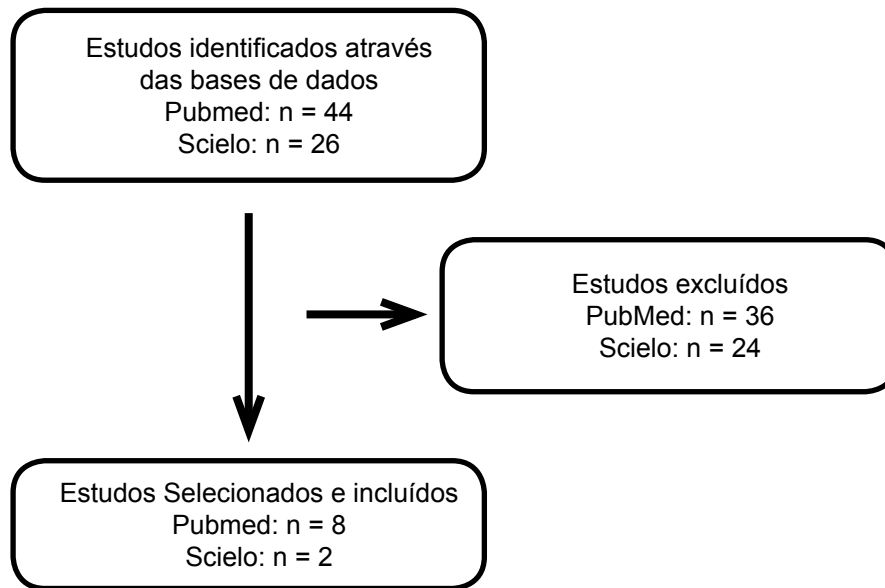 Estudos identificados através
das bases de dados
Pubmed: n = 44
Scielo: n = 26
Estudos excluídos
PubMed: n = 36
Scielo: n = 24
Estudos Selecionados e incluídos
Pubmed: n = 8
Scielo: n = 2